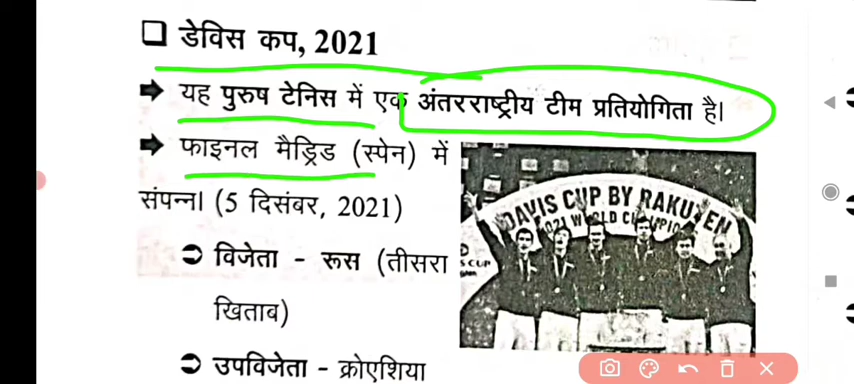 ❑ डेविस कप, 2021
➡ यह पुरुष टेनिस में एक अंतरराष्ट्रीय टीम प्रतियोगिता है।
➡ फाइनल मैड्रिड (स्पेन) में
संपन्न। (5 दिसंबर, 2021)
➲ विजेता - रूस (तीसरा
खिताब)
➲ उपविजेता - क्रोएशिया
DAVIS CUP BY RAKUTEN
2021 WORLD CHAMPIONS